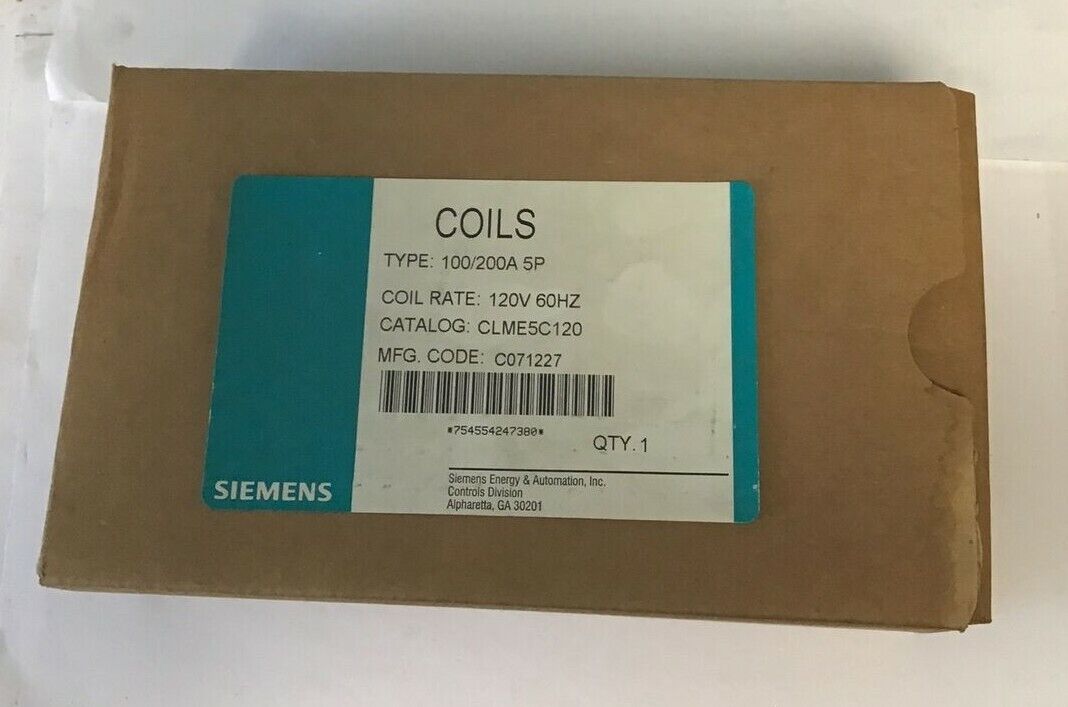 COILS
TYPE: 100/200A 5P
COIL RATE: 120V 60HZ
CATALOG: CLME5C120
MFG. CODE: C071227
*754554247380*
QTY. 1
SIEMENS
Siemens Energy & Automation, Inc.
Controls Division
Alpharetta, GA 30201